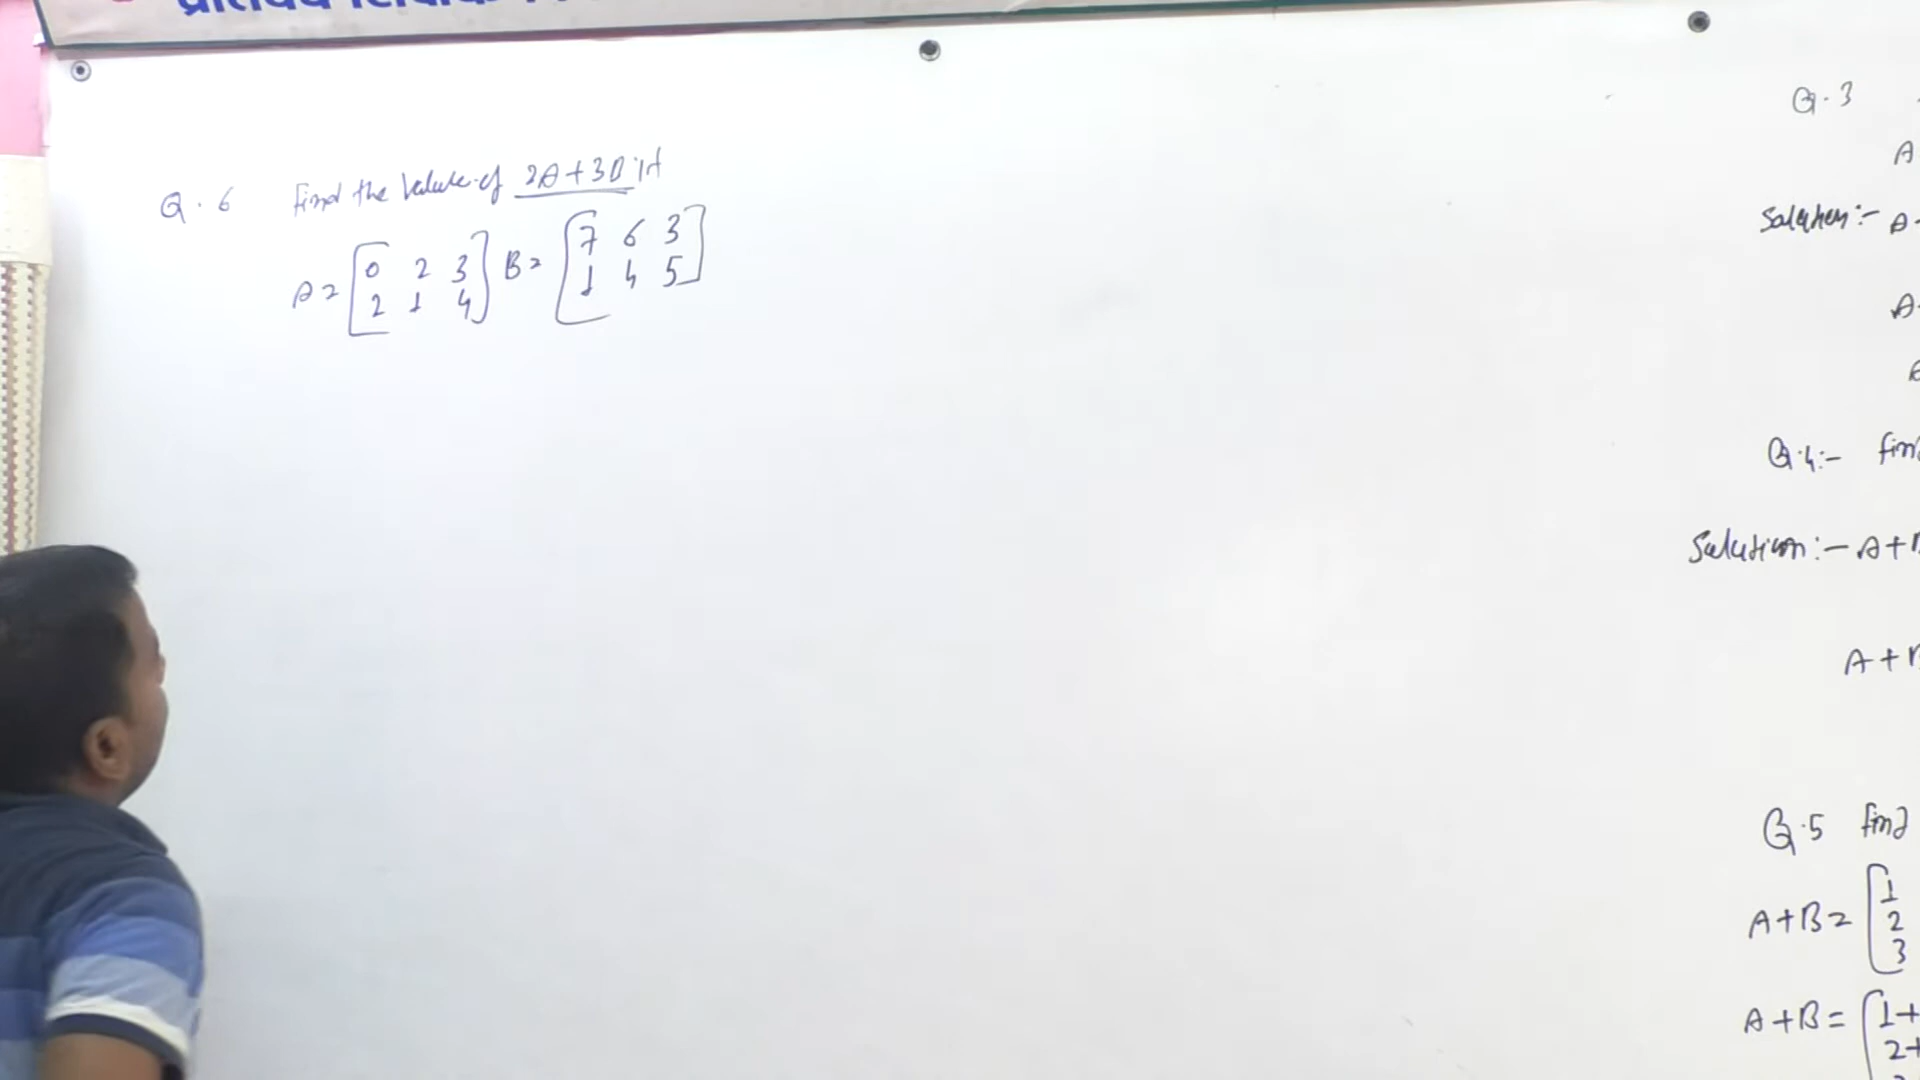 Q. 6 Find the Value of 2A+3B if
A = [0 2 3] B = [7 6 3]
[2 1 4] [1 4 5]
Q.3
A
Solution:- A
A
Q.4:- fin
Solution:- A+B
A+B
Q.5 find
A+B = [1
2
3
A+B = [1+
2+